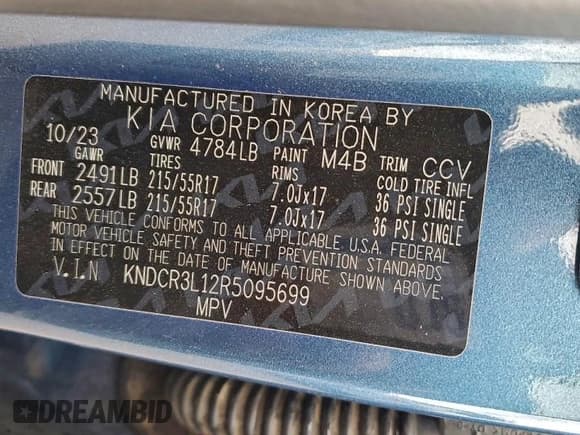 MANUFACTURED IN KOREA BY
KIA CORPORATION
10/23 GVWR 4784LB PAINT M4B TRIM CCV
GAWR TIRES RIMS COLD TIRE INFL
FRONT 2491LB 215/55R17 7.0Jx17 36 PSI SINGLE
REAR 2557LB 215/55R17 7.0Jx17 36 PSI SINGLE
THIS VEHICLE CONFORMS TO ALL APPLICABLE U.S.A. FEDERAL
MOTOR VEHICLE SAFETY AND THEFT PREVENTION STANDARDS
IN EFFECT ON THE DATE OF MANUFACTURE SHOWN ABOVE.
V.I.N KNDCR3L12R5095699
MPV
DREAMBID